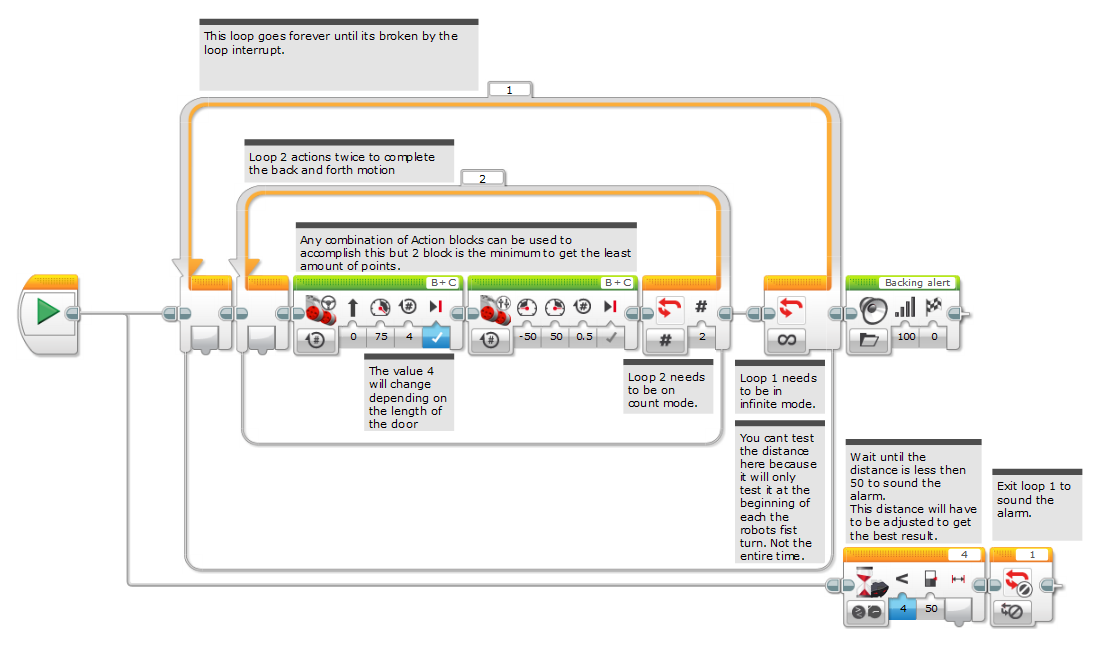 This loop goes forever until its broken by the
loop interrupt.
1
Loop 2 actions twice to complete
the back and forth motion
2
Any combination of Action blocks can be used to
accomplish this but 2 block is the minimum to get the least
amount of points.
B + C
B + C
Backing alert
#
0 75 4
-50 50 0.5
# 2
100 0
The value 4
will change
depending on
the length of
the door
Loop 2 needs
to be on
count mode.
Loop 1 needs
to be in
infinite mode.
You cant test
the distance
here because
it will only
test it at the
beginning of
each the
robots fist
turn. Not the
entire time.
Wait until the
distance is less then
50 to sound the
alarm.
This distance will have
to be adjusted to get
the best result.
Exit loop 1 to
sound the
alarm.
4
1
<
4 50